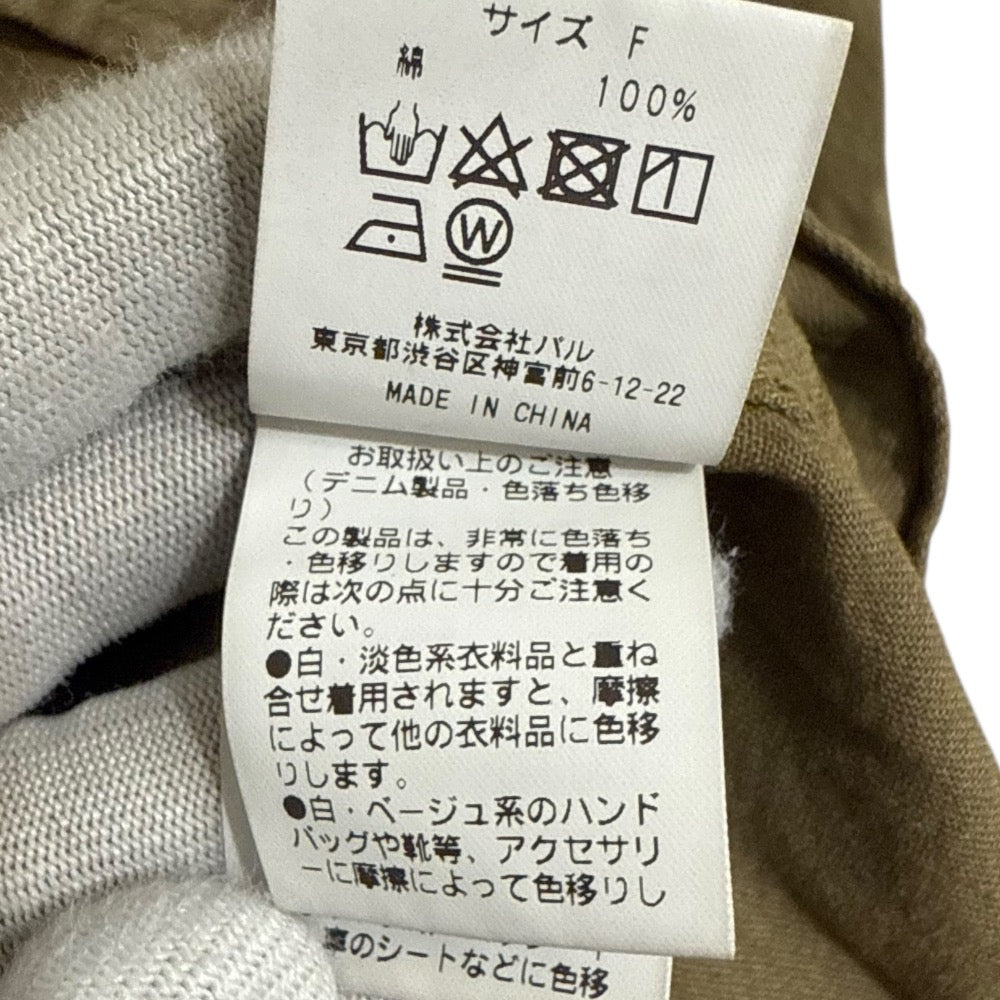 サイズ F
綿
100%
W
株式会社パル
東京都渋谷区神宮前6-12-22
MADE IN CHINA
お取扱い上のご注意
（デニム製品・色落ち色移
り）
この製品は、非常に色落ち
・色移りしますので着用の
際は次の点に十分ご注意く
ださい。
●白・淡色系衣料品と重ね
合せ着用されますと、摩擦
によって他の衣料品に色移
りします。
●白・ベージュ系のハンド
バッグや靴等、アクセサリ
ーに摩擦によって色移りし
のシートなどに色移